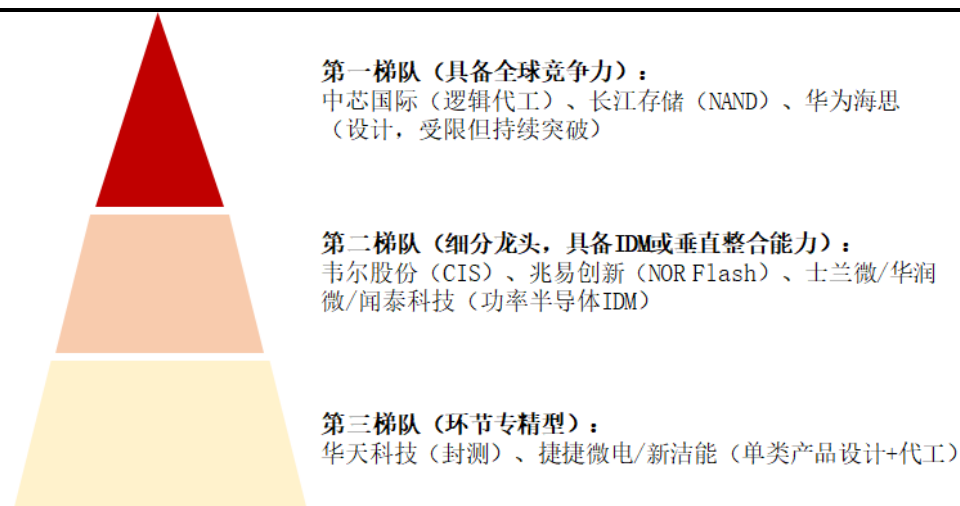 第一梯队（具备全球竞争力）：
中芯国际（逻辑代工）、长江存储（NAND）、华为海思
（设计，受限但持续突破）
第二梯队（细分龙头，具备IDM或垂直整合能力）：
韦尔股份（CIS）、兆易创新（NOR Flash）、士兰微/华润
微/闻泰科技（功率半导体IDM）
第三梯队（环节专精型）：
华天科技（封测）、捷捷微电/新洁能（单类产品设计+代工）